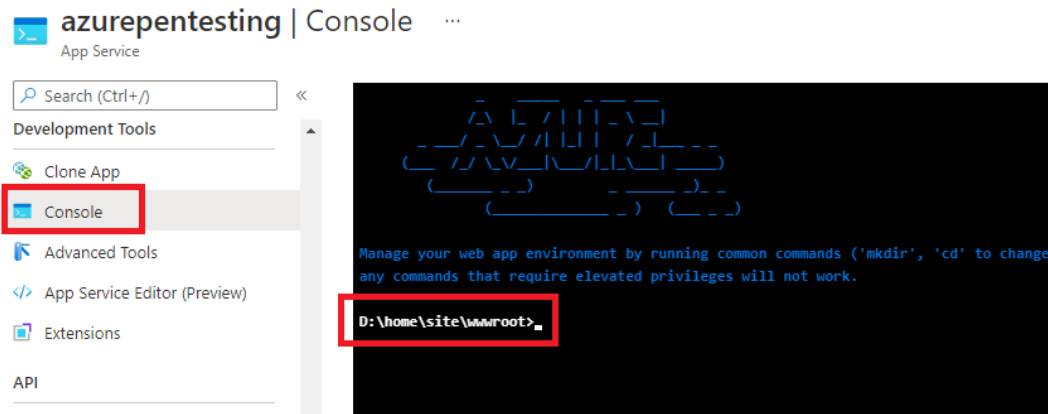 azurepentesting | Console ...
App Service
Search (Ctrl+/)
«
Development Tools
Clone App
Console
Advanced Tools
App Service Editor (Preview)
Extensions
API
AZURE
Manage your web app environment by running common commands ('mkdir', 'cd' to change
any commands that require elevated privileges will not work.
D:\home\site\wwwroot>_